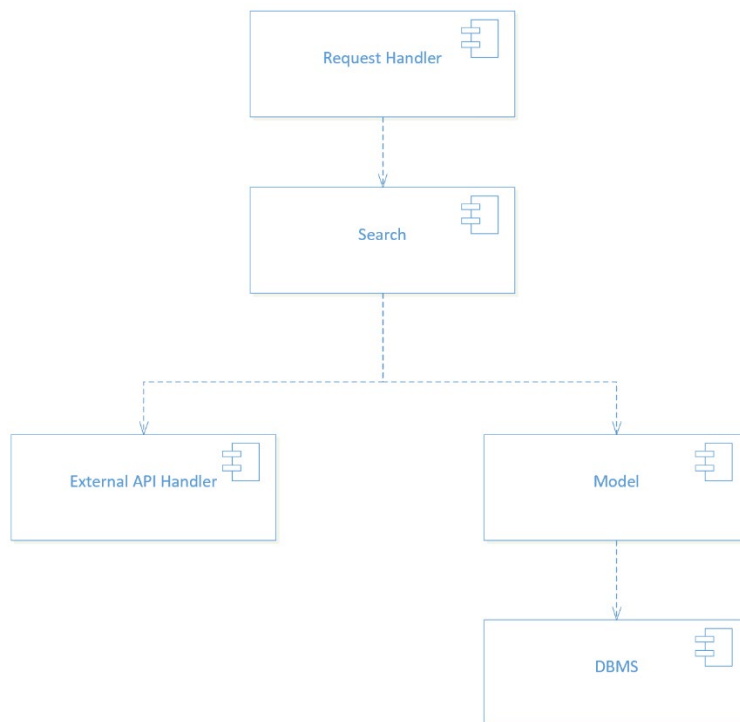 Request Handler
Search
External API Handler
Model
DBMS